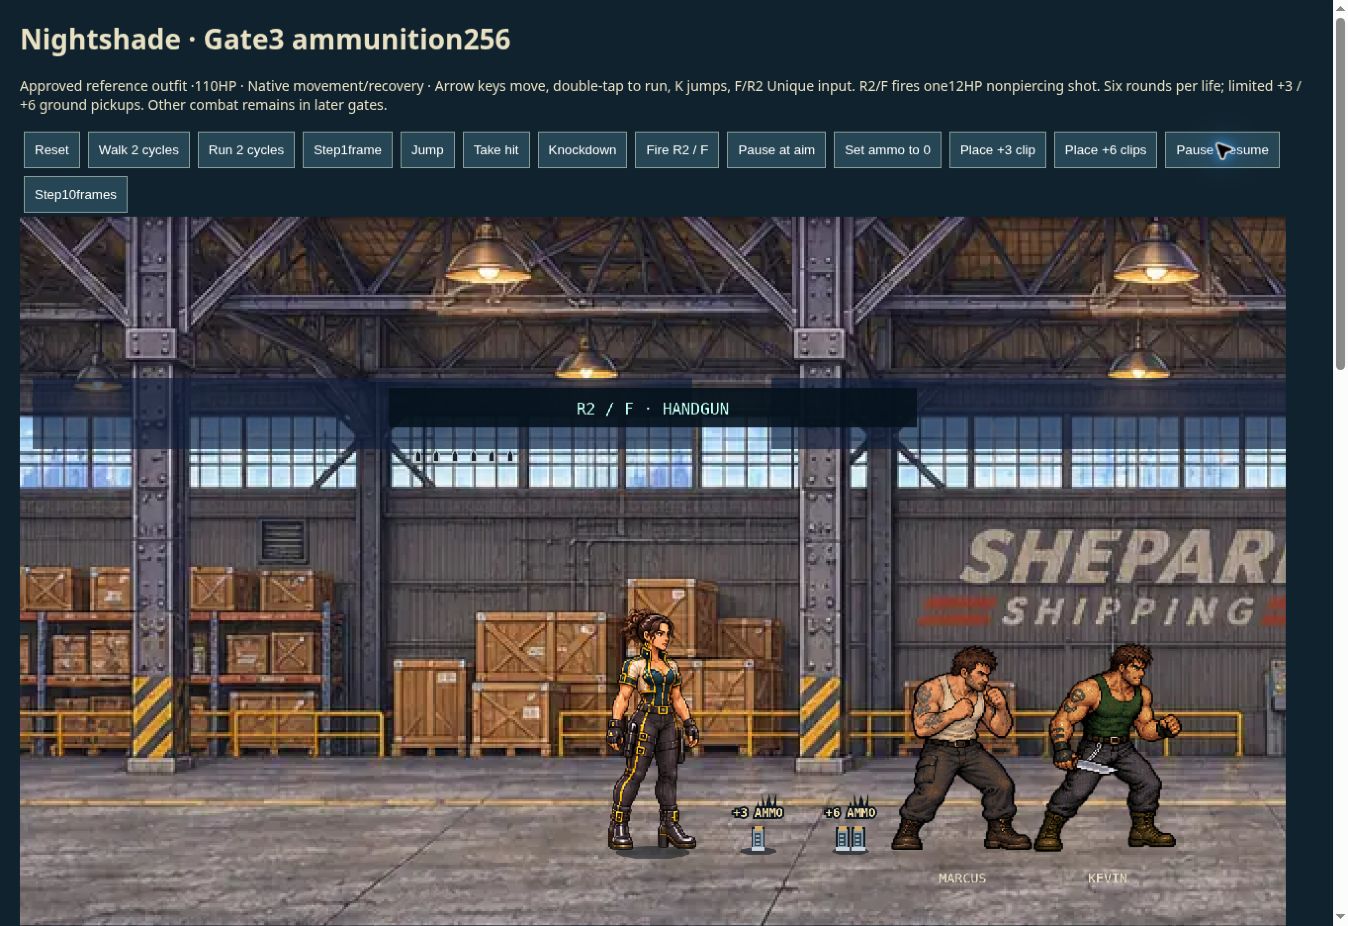 Nightshade · Gate3 ammunition256
Approved reference outfit ·110HP · Native movement/recovery · Arrow keys move, double-tap to run, K jumps, F/R2 Unique input. R2/F fires one12HP nonpiercing shot. Six rounds per life; limited +3 /
+6 ground pickups. Other combat remains in later gates.
Reset Walk 2 cycles Run 2 cycles Step1frame Jump Take hit Knockdown Fire R2 / F Pause at aim Set ammo to 0 Place +3 clip Place +6 clips Pause
Step10frames
R2 / F · HANDGUN
SHIPPING
+3 AMMO +6 AMMO
MARCUS KEVIN